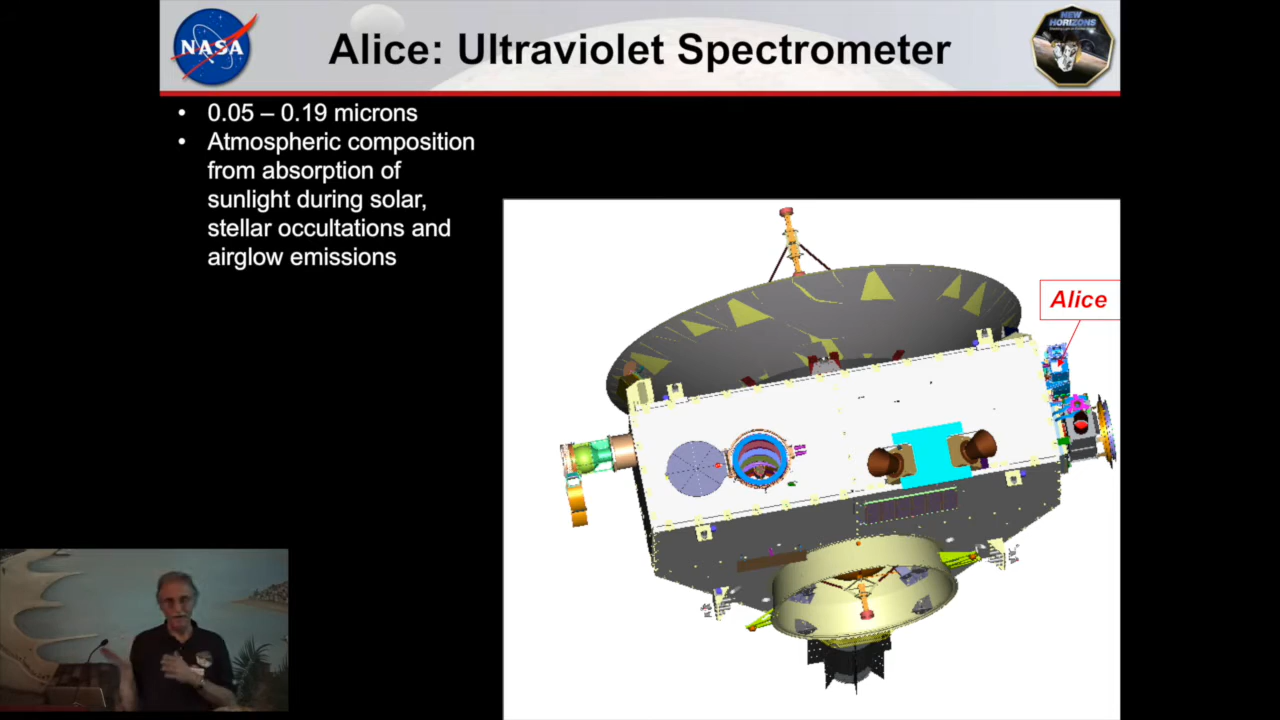 NASA
Alice: Ultraviolet Spectrometer
NEW
HORIZONS
• 0.05 – 0.19 microns
• Atmospheric composition
from absorption of
sunlight during solar,
stellar occultations and
airglow emissions
Alice